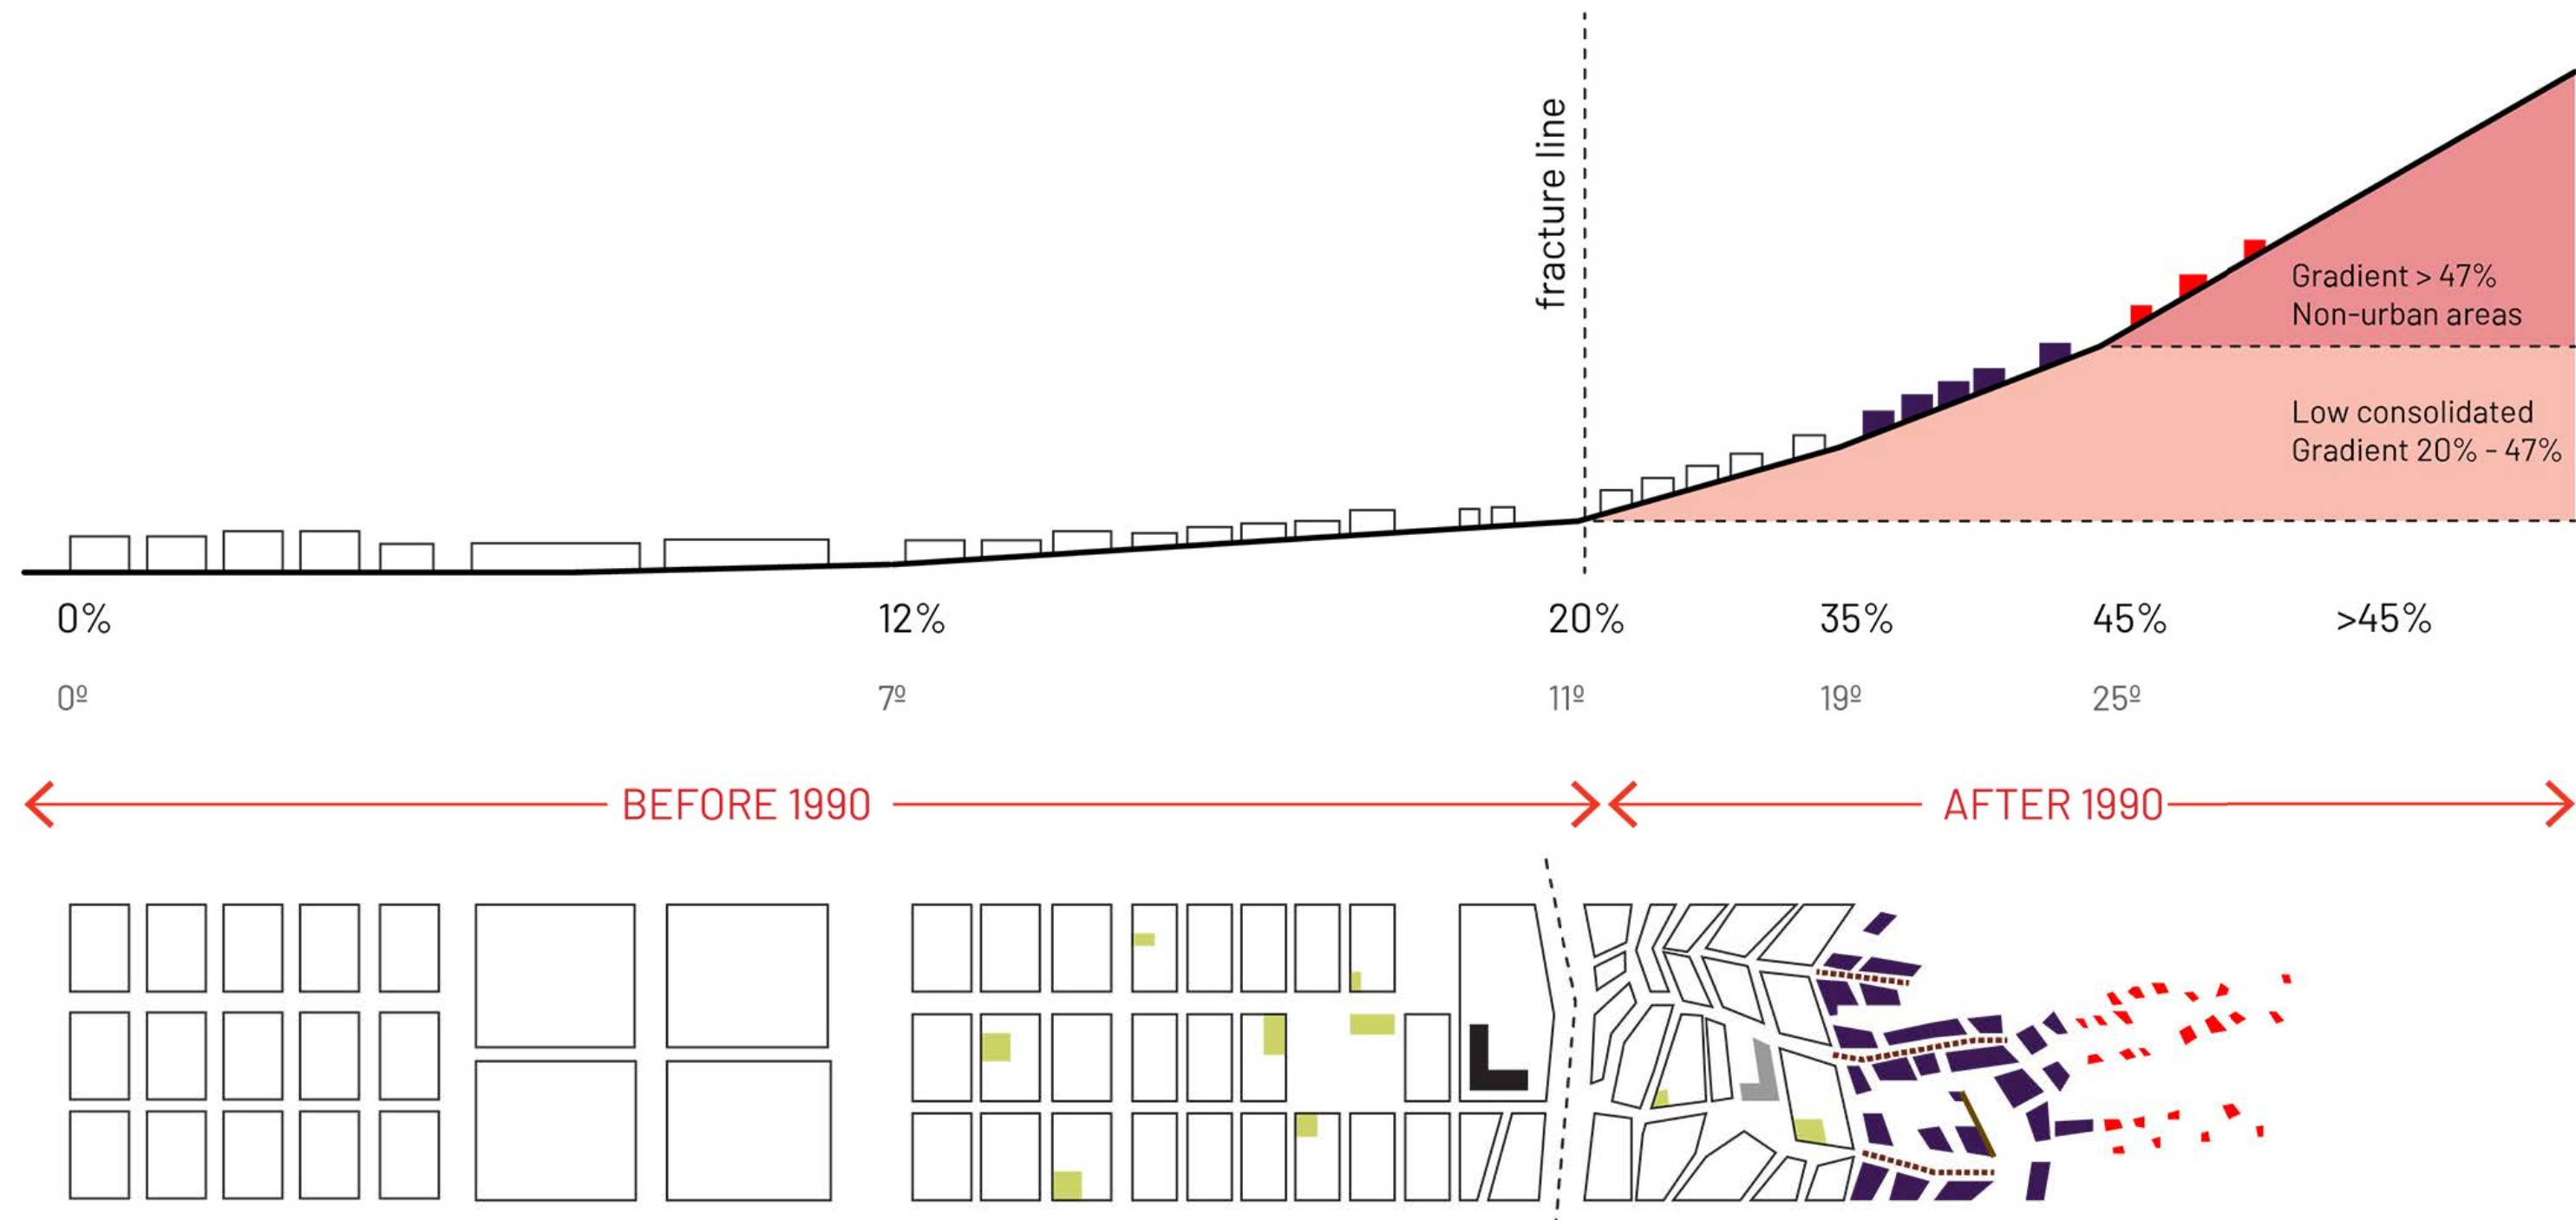 fracture line
Gradient > 47%
Non-urban areas
Low consolidated
Gradient 20% - 47%
0% 12% 20% 35% 45% >45%
0º 7º 11º 19º 25º
BEFORE 1990 AFTER 1990